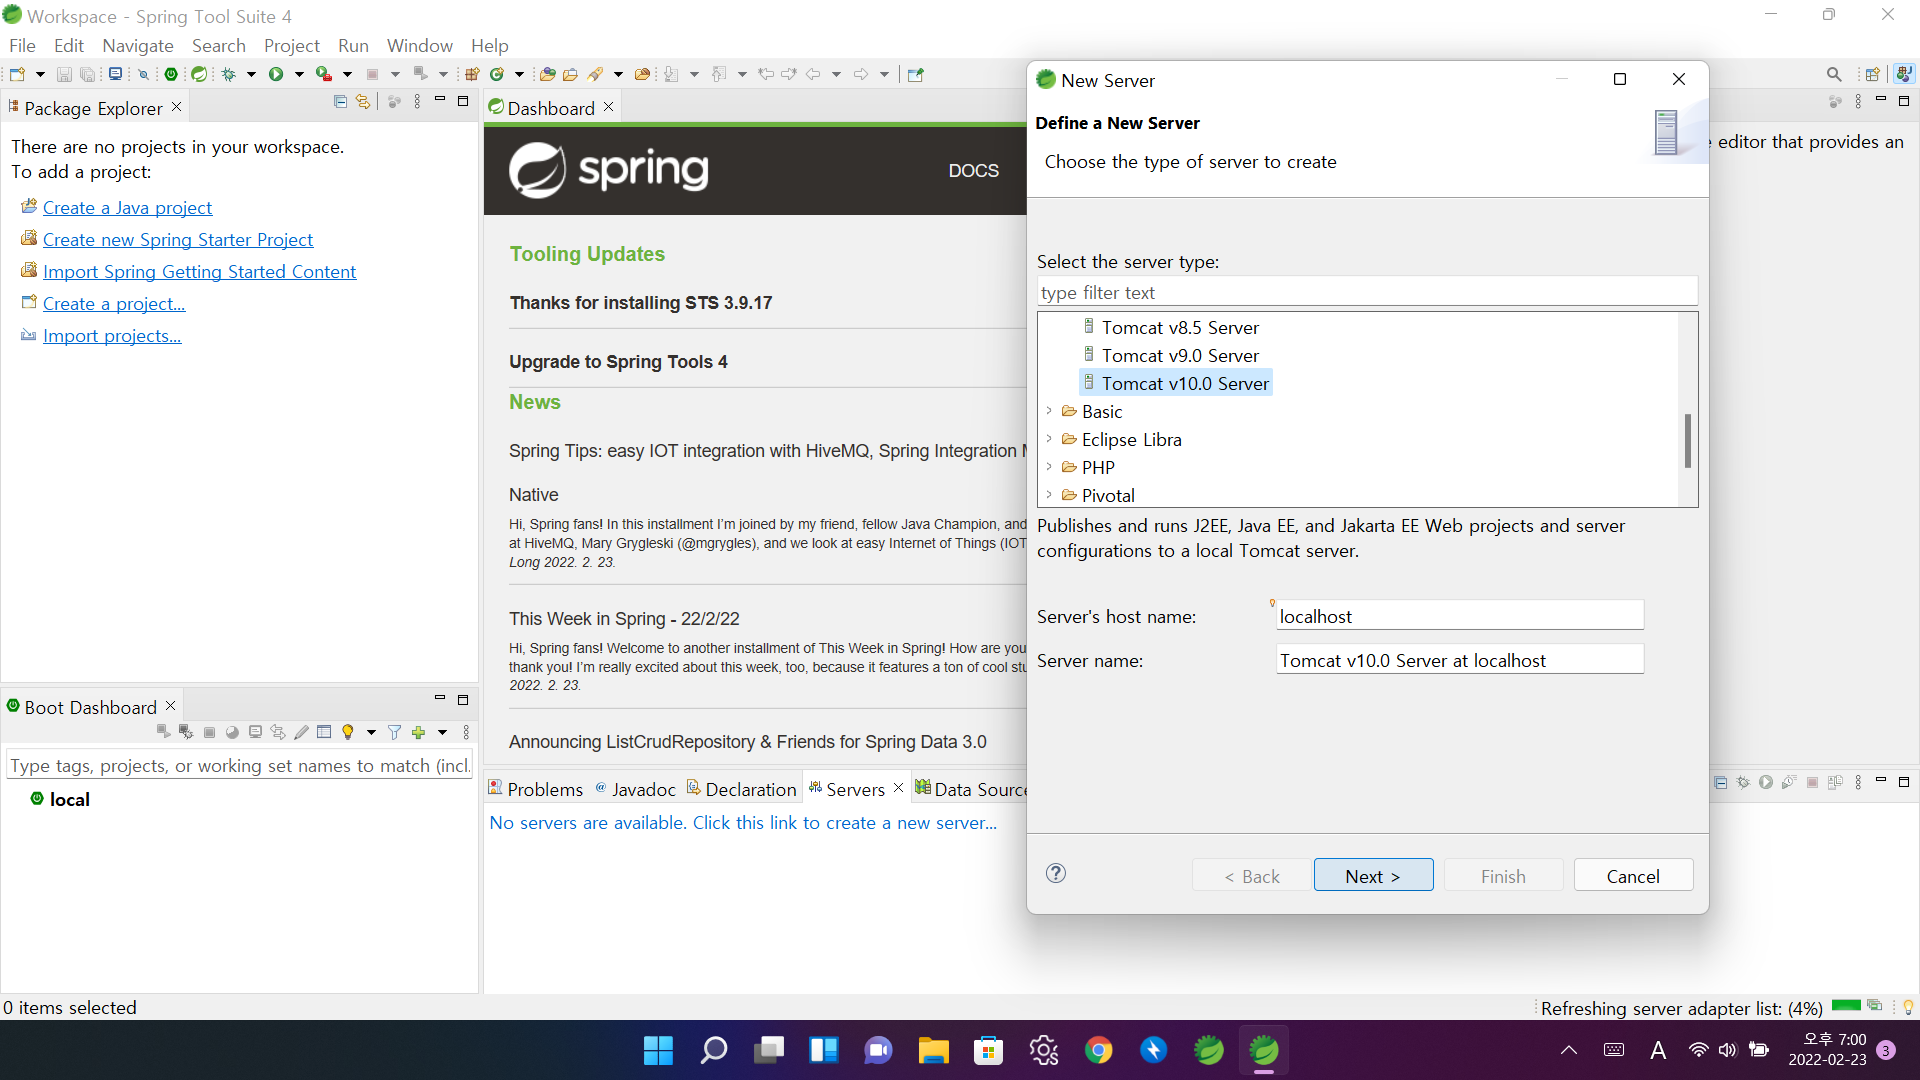 Workspace - Spring Tool Suite 4
File Edit Navigate Search Project Run Window Help
Package Explorer
There are no projects in your workspace.
To add a project:
Create a Java project
Create new Spring Starter Project
Import Spring Getting Started Content
Create a project...
Import projects...
Boot Dashboard
Type tags, projects, or working set names to match (incl.
local
0 items selected
Dashboard
spring
DOCS
Tooling Updates
Thanks for installing STS 3.9.17
Upgrade to Spring Tools 4
News
Spring Tips: easy IOT integration with HiveMQ, Spring Integration
Native
Hi, Spring fans! In this installment I'm joined by my friend, fellow Java Champion, and
at HiveMQ, Mary Grygleski (@mgrygles), and we look at easy Internet of Things (IOT
Long 2022. 2. 23.
This Week in Spring - 22/2/22
Hi, Spring fans! Welcome to another installment of This Week in Spring! How are you
thank you! I'm really excited about this week, too, because it features a ton of cool
2022. 2. 23.
Announcing ListCrudRepository & Friends for Spring Data 3.0
Problems @ Javadoc Declaration Servers Data Source
No servers are available. Click this link to create a new server...
editor that provides an
New Server
Define a New Server
Choose the type of server to create
Select the server type:
type filter text
Tomcat v8.5 Server
Tomcat v9.0 Server
Tomcat v10.0 Server
Basic
Eclipse Libra
PHP
Pivotal
Publishes and runs J2EE, Java EE, and Jakarta EE Web projects and server
configurations to a local Tomcat server.
Server's host name: localhost
Server name: Tomcat v10.0 Server at localhost
< Back Next > Finish Cancel
Refreshing server adapter list: (4%)
A
오후 7:00
2022-02-23
3